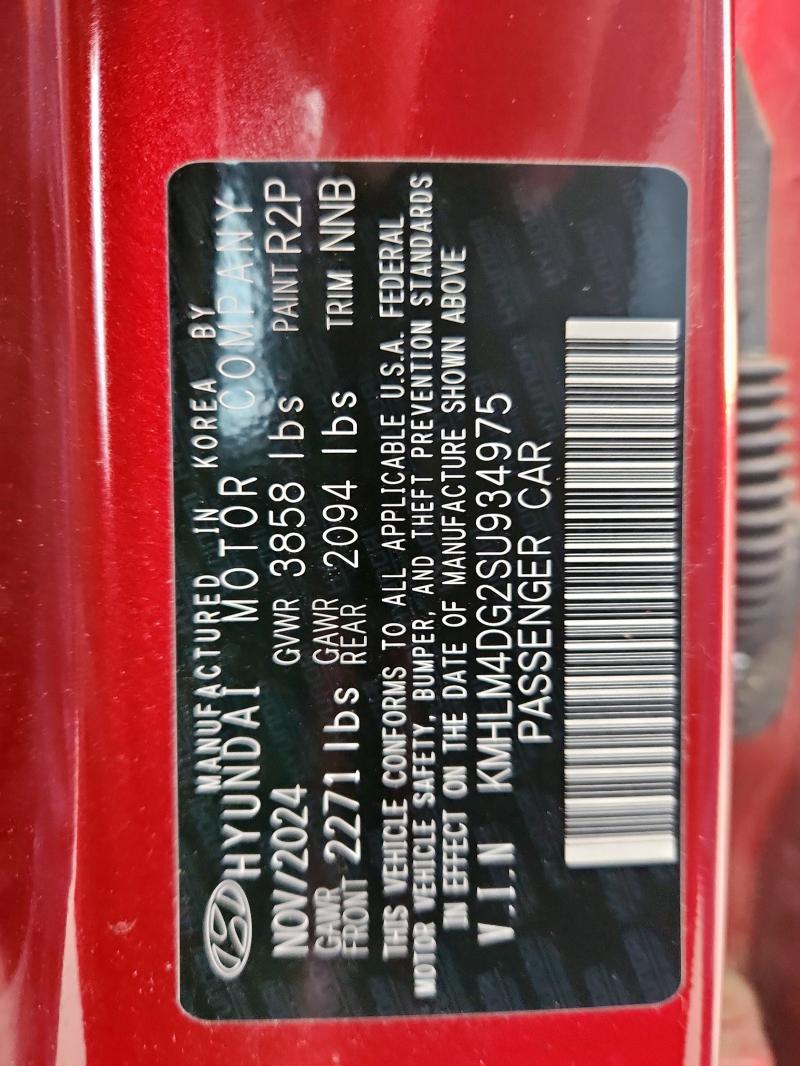 MANUFACTURED IN KOREA BY
HYUNDAI MOTOR COMPANY
NOV/2024 GVWR 3858 lbs PAINT R2P
GAWR FRONT 2271 lbs GAWR REAR 2094 lbs TRIM NNB
THIS VEHICLE CONFORMS TO ALL APPLICABLE U.S.A. FEDERAL
MOTOR VEHICLE SAFETY, BUMPER, AND THEFT PREVENTION STANDARDS
IN EFFECT ON THE DATE OF MANUFACTURE SHOWN ABOVE
V.I.N KMHLM4DG2SU934975
PASSENGER CAR